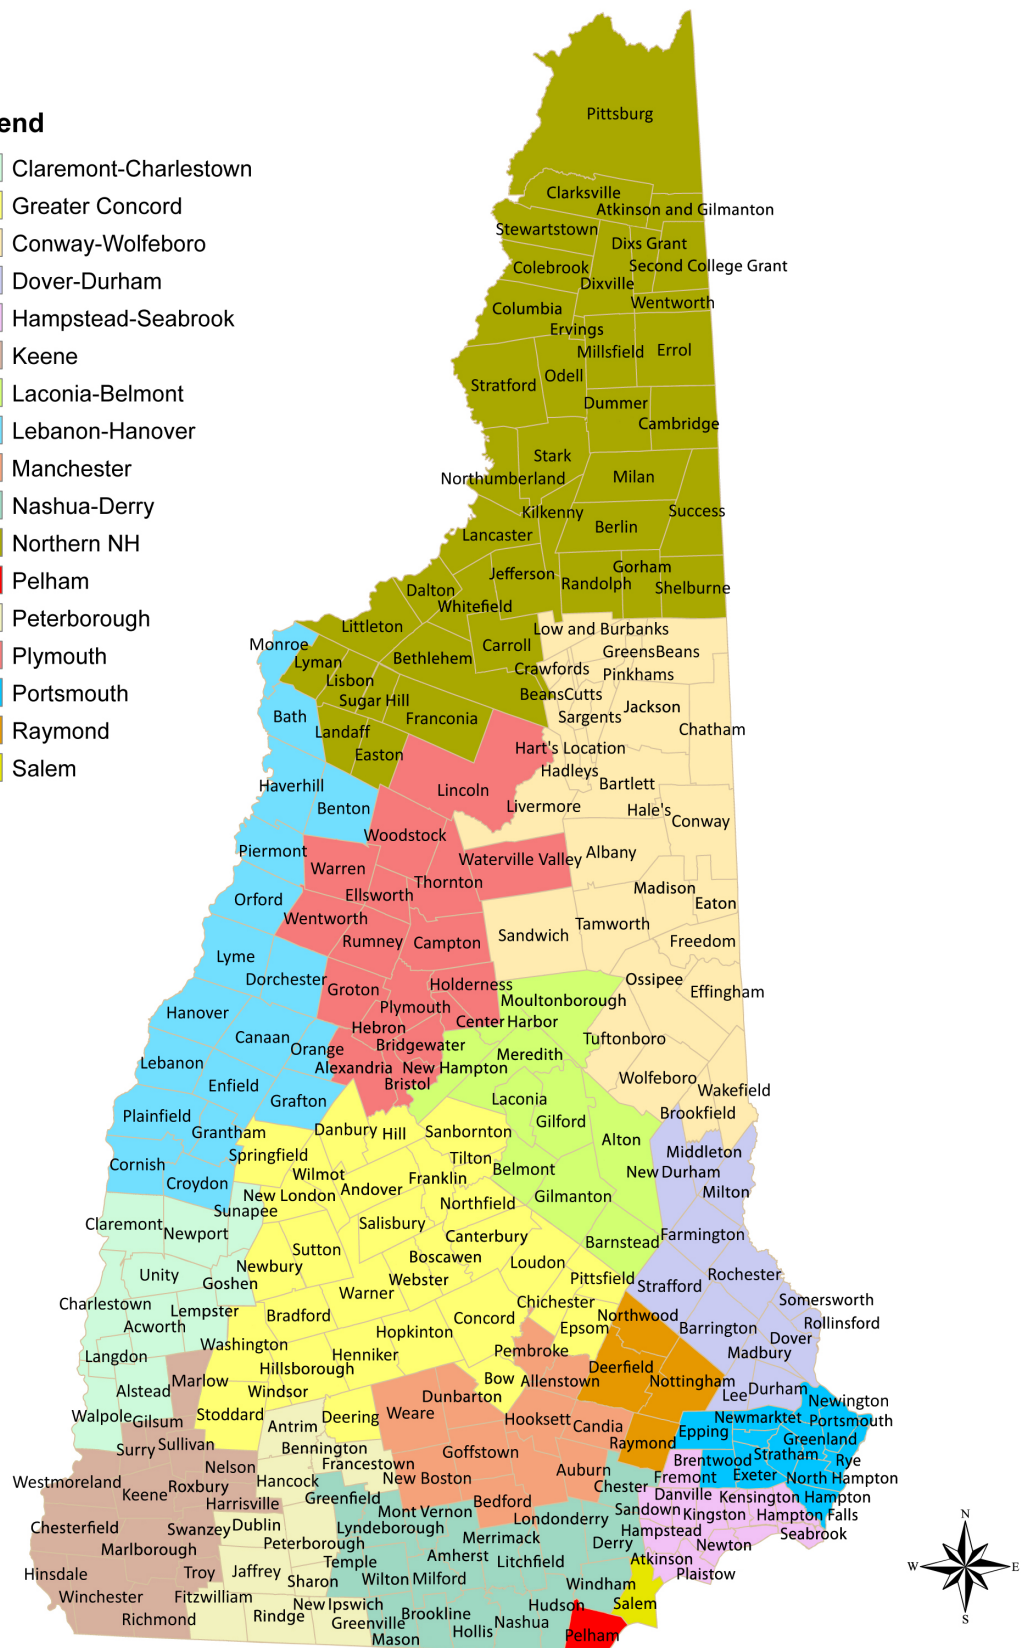 end
Claremont-Charlestown
Greater Concord
Conway-Wolfeboro
Dover-Durham
Hampstead-Seabrook
Keene
Laconia-Belmont
Lebanon-Hanover
Manchester
Nashua-Derry
Northern NH
Pelham
Peterborough
Plymouth
Portsmouth
Raymond
Salem
Pittsburg
Clarksville
Atkinson and Gilmanton
Stewartstown
Dixs Grant
Colebrook
Second College Grant
Dixville
Wentworth
Columbia
Ervings
Millsfield
Errol
Odell
Stratford
Dummer
Cambridge
Stark
Northumberland
Milan
Kilkenny
Success
Berlin
Lancaster
Jefferson
Gorham
Randolph
Shelburne
Dalton
Whitefield
Littleton
Low and Burbanks
Monroe
Carroll
GreensBeans
Lyman
Bethlehem
Crawfords
Pinkhams
Lisbon
BeansCutts
Sugar Hill
Jackson
Bath
Franconia
Sargents
Landaff
Chatham
Easton
Hart's Location
Hadleys
Haverhill
Lincoln
Bartlett
Benton
Livermore
Hale's
Conway
Woodstock
Piermont
Waterville Valley
Albany
Warren
Thornton
Ellsworth
Madison
Orford
Eaton
Wentworth
Tamworth
Rumney
Campton
Sandwich
Freedom
Lyme
Dorchester
Ossipee
Groton
Holderness
Effingham
Moultonborough
Plymouth
Hanover
Center Harbor
Hebron
Canaan
Tuftonboro
Orange
Bridgewater
Meredith
Lebanon
Alexandria
New Hampton
Enfield
Bristol
Wolfeboro
Wakefield
Grafton
Laconia
Plainfield
Brookfield
Gilford
Grantham
Danbury
Hill
Sanbornton
Alton
Springfield
Middleton
Cornish
Tilton
Belmont
New Durham
Wilmot
Franklin
Croydon
Andover
New London
Gilmanton
Milton
Sunapee
Northfield
Claremont
Salisbury
Newport
Canterbury
Farmington
Barnstead
Sutton
Boscawen
Loudon
Newbury
Unity
Goshen
Webster
Pittsfield
Strafford
Rochester
Warner
Charlestown
Chichester
Somersworth
Lempster
Bradford
Northwood
Acworth
Concord
Epsom
Barrington
Rollinsford
Hopkinton
Dover
Washington
Pembroke
Madbury
Langdon
Henniker
Hillsborough
Deerfield
Marlow
Bow
Allenstown
Nottingham
Alstead
Windsor
Dunbarton
Lee
Durham
Newington
Walpole
Gilsum
Stoddard
Deering
Weare
Hooksett
Newmarktet
Portsmouth
Antrim
Candia
Epping
Greenland
Surry
Sullivan
Bennington
Goffstown
Raymond
Stratham
Nelson
Francestown
Brentwood
Rye
Westmoreland
Hancock
New Boston
Auburn
Fremont
Exeter
North Hampton
Roxbury
Chester
Keene
Greenfield
Danville
Kensington
Hampton
Harrisville
Bedford
Mont Vernon
Sandown
Kingston
Hampton Falls
Londonderry
Chesterfield
Swanzey
Dublin
Lyndeborough
Hampstead
Seabrook
Merrimack
Peterborough
Derry
Newton
Marlborough
Amherst
Litchfield
Atkinson
Temple
Plaistow
Hinsdale
Troy
Jaffrey
Wilton
Milford
Sharon
Windham
Winchester
Fitzwilliam
New Ipswich
Hudson
Salem
Richmond
Rindge
Greenville
Brookline
Nashua
Hollis
Mason
Pelham
N
W
E
S